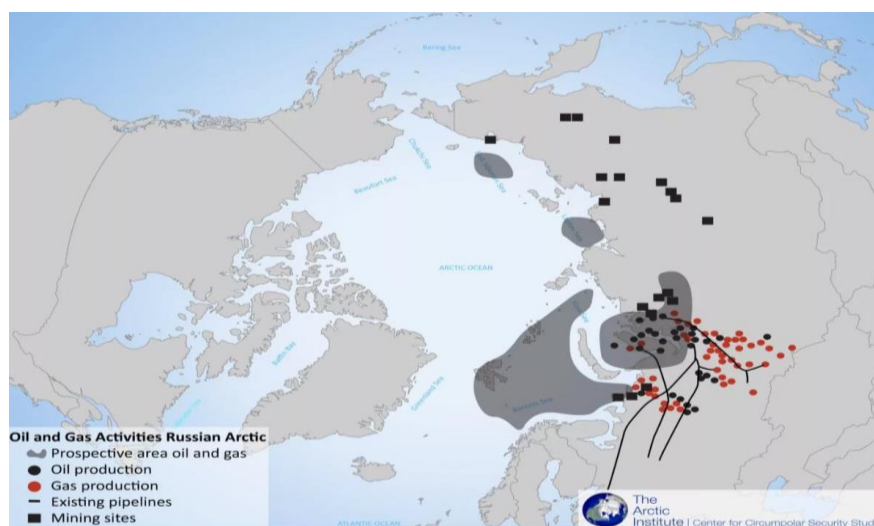 Bering Sea
Chukchi Sea
Beaufort Sea
ARCTIC OCEAN
Baffin Bay
Greenland Sea
Barents Sea
Oil and Gas Activities Russian Arctic
Prospective area oil and gas
Oil production
Gas production
Existing pipelines
Mining sites
ATLANTIC OCEAN
The
Arctic
Institute | Center for Circumpolar Security Stud